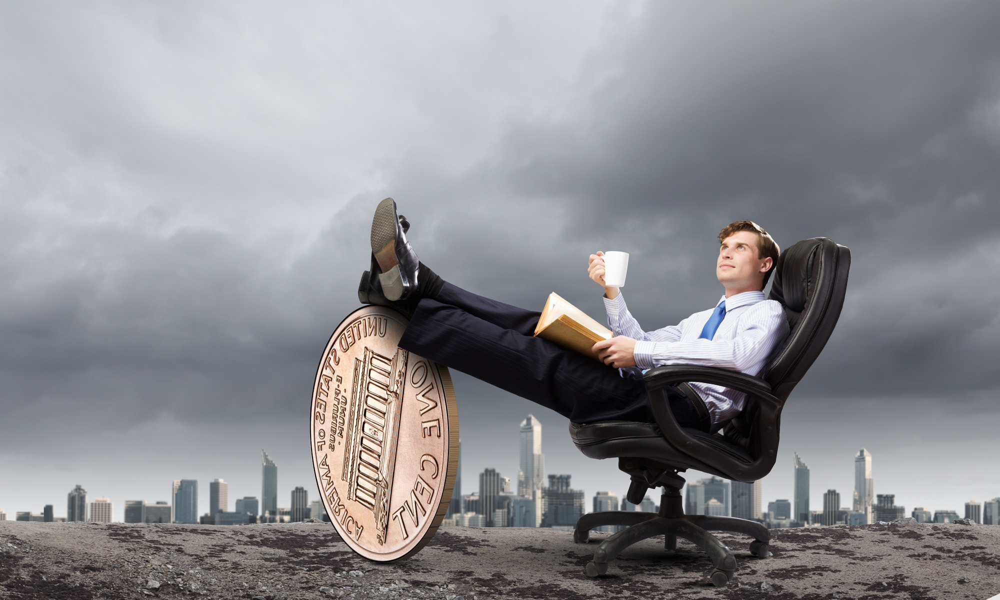 UNITED STATES OF AMERICA
· E·PLURIBUS ·
UNUM
ONE CENT